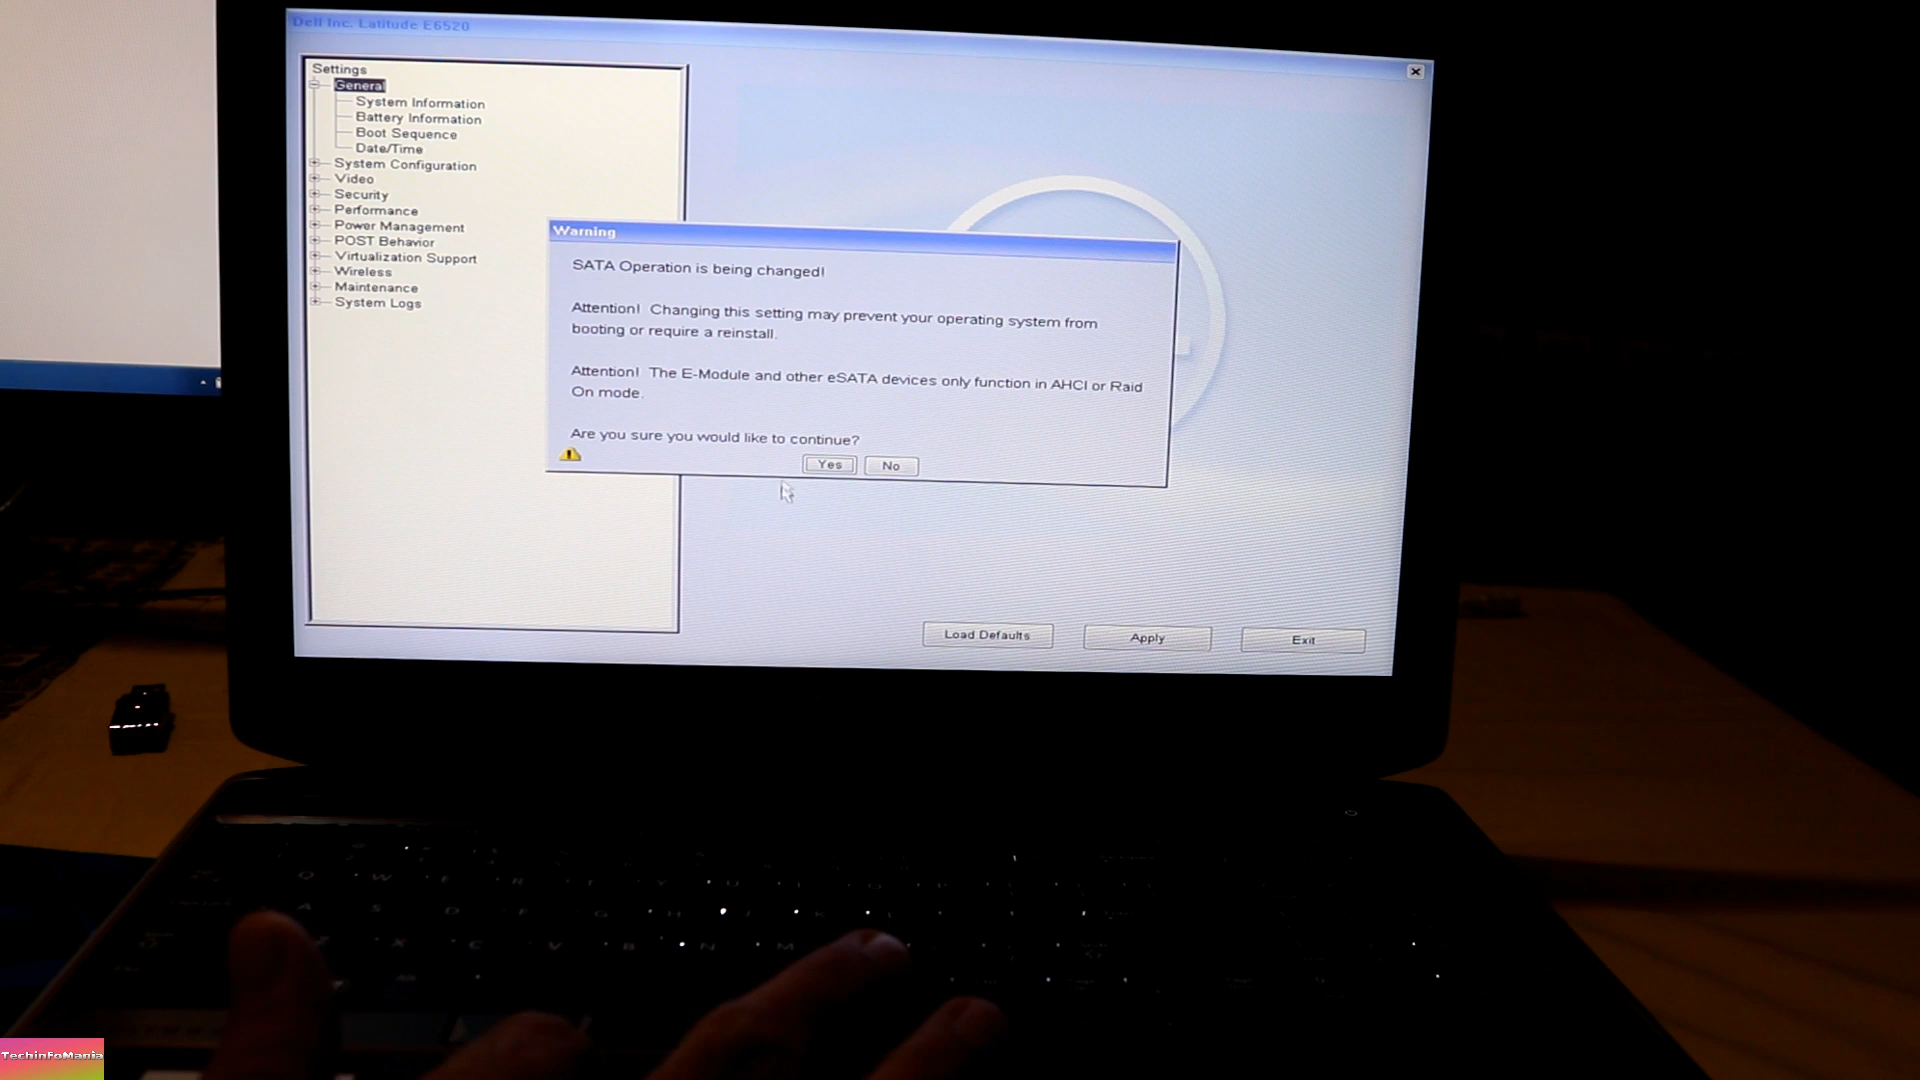 Dell Inc. Latitude E6520
Settings
General
System Information
Battery Information
Boot Sequence
Date/Time
System Configuration
Video
Security
Performance
Power Management
POST Behavior
Virtualization Support
Wireless
Maintenance
System Logs
Warning
SATA Operation is being changed!
Attention! Changing this setting may prevent your operating system from
booting or require a reinstall.
Attention! The E-Module and other eSATA devices only function in AHCI or Raid
On mode.
Are you sure you would like to continue?
Yes No
Load Defaults Apply Exit
Q W E R T Y U
A S D F G H
Z X C V B N M
TechinFoMania